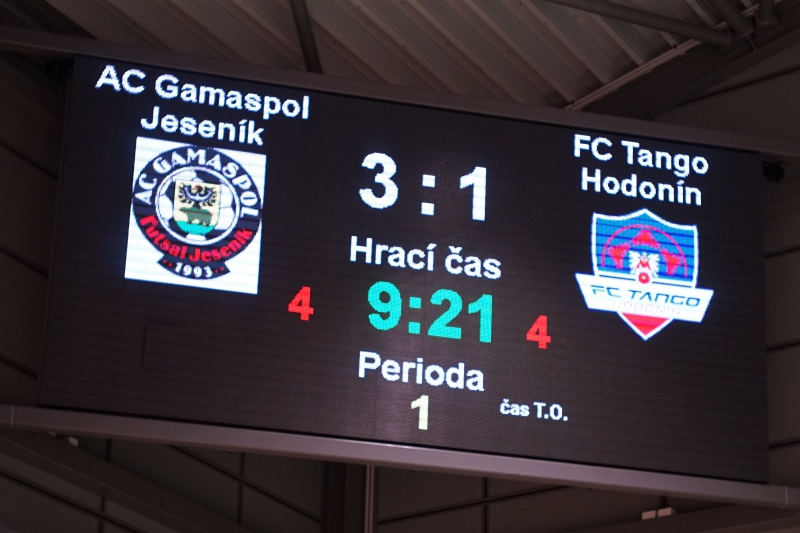 AC Gamaspol
Jeseník
FC Tango
Hodonín
3 : 1
AC GAMASPOL
Futsal Jeseník
1993
FC TANGO
HODONÍN
Hrací čas
4
9:21
4
Perioda
1
čas T.O.